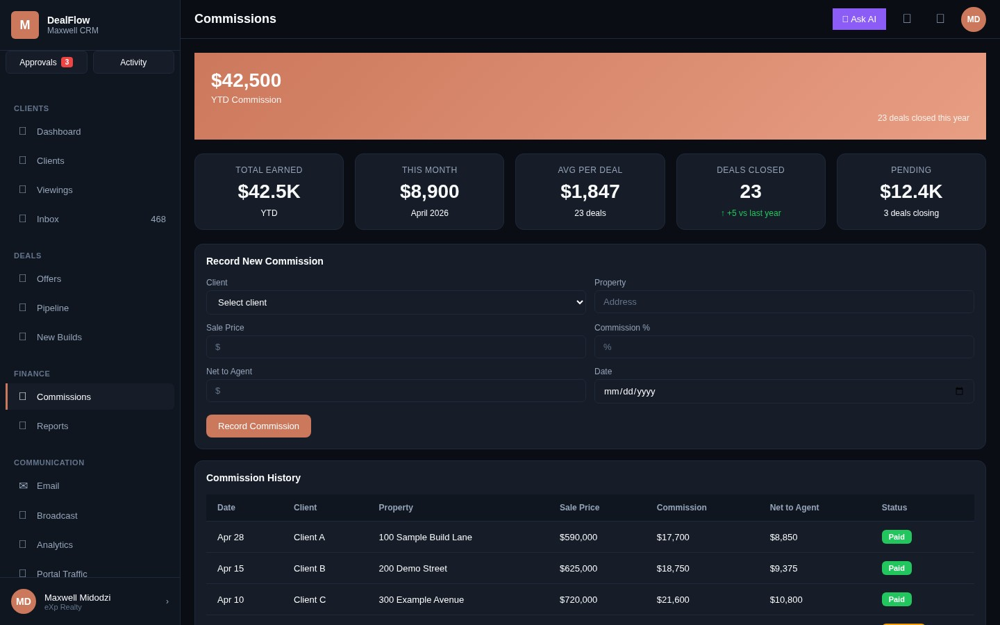 M
DealFlow
Maxwell CRM
Approvals 3
Activity
CLIENTS
Dashboard
Clients
Viewings
Inbox 468
DEALS
Offers
Pipeline
New Builds
FINANCE
Commissions
Reports
COMMUNICATION
✉ Email
Broadcast
Analytics
Portal Traffic
MD
Maxwell Midodzi
eXp Realty
›
Commissions
Ask AI
MD
$42,500
YTD Commission
23 deals closed this year
TOTAL EARNED
$42.5K
YTD
THIS MONTH
$8,900
April 2026
AVG PER DEAL
$1,847
23 deals
DEALS CLOSED
23
↑ +5 vs last year
PENDING
$12.4K
3 deals closing
Record New Commission
Client
Select client
Property
Address
Sale Price
$
Commission %
%
Net to Agent
$
Date
mm/dd/yyyy
Record Commission
Commission History
Date Client Property Sale Price Commission Net to Agent Status
Apr 28 Client A 100 Sample Build Lane $590,000 $17,700 $8,850 Paid
Apr 15 Client B 200 Demo Street $625,000 $18,750 $9,375 Paid
Apr 10 Client C 300 Example Avenue $720,000 $21,600 $10,800 Paid